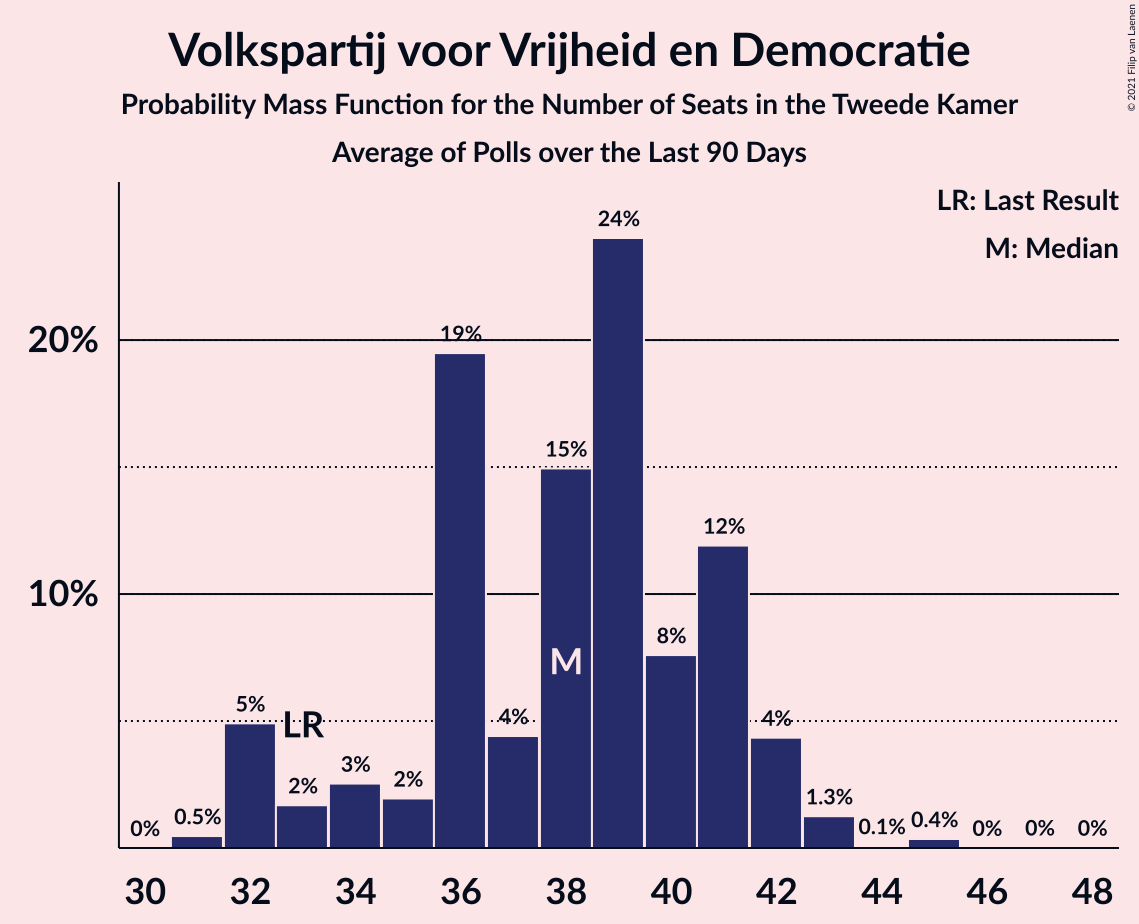 Volkspartij voor Vrijheid en Democratie
Probability Mass Function for the Number of Seats in the Tweede Kamer
Average of Polls over the Last 90 Days
© 2021 Filip van Laenen
LR: Last Result
M: Median
20%
10%
0%
0.5%
5%
LR
2%
3%
2%
19%
4%
15%
M
24%
8%
12%
4%
1.3%
0.1%
0.4%
0%
0%
0%
30 32 34 36 38 40 42 44 46 48